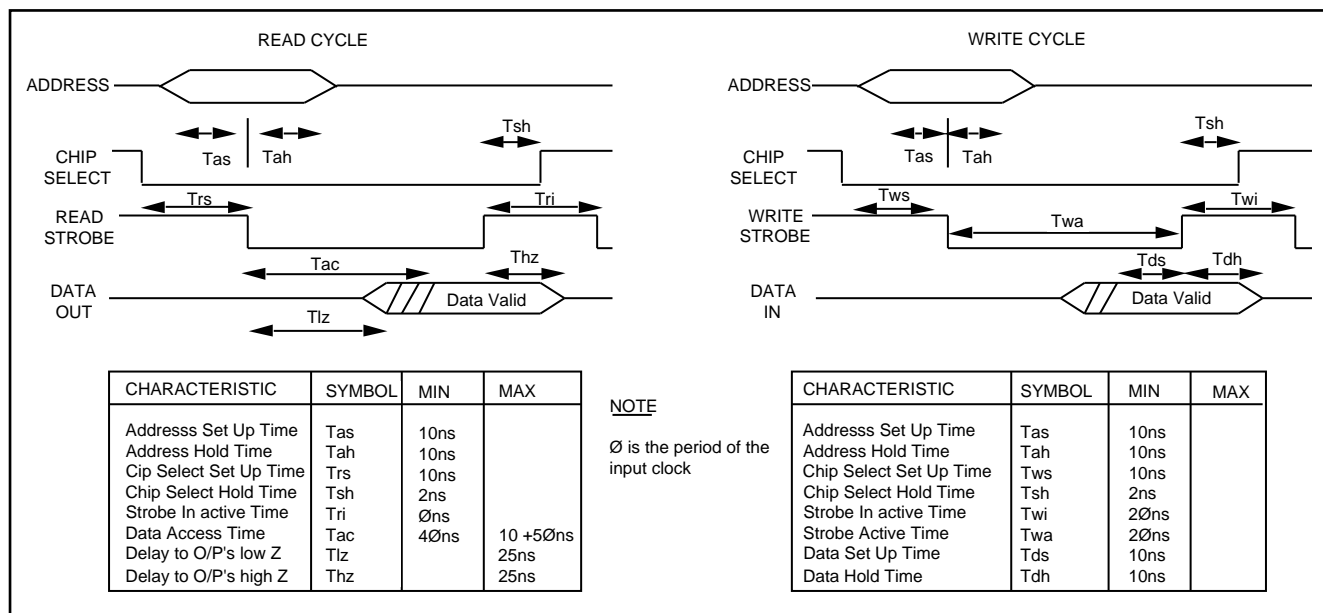 READ CYCLE
ADDRESS
Tas
Tah
Tsh
CHIP
SELECT
Trs
Tri
READ
STROBE
Tac
Thz
DATA
OUT
Data Valid
Tlz
WRITE CYCLE
ADDRESS
Tas
Tah
Tsh
CHIP
SELECT
Tws
Twa
Twi
WRITE
STROBE
Tds
Tdh
DATA
IN
Data Valid
CHARACTERISTIC SYMBOL MIN MAX
Addresss Set Up Time Tas 10ns
Address Hold Time Tah 10ns
Cip Select Set Up Time Trs 10ns
Chip Select Hold Time Tsh 2ns
Strobe In active Time Tri Øns
Data Access Time Tac 4Øns 10 +5Øns
Delay to O/P's low Z Tlz 25ns
Delay to O/P's high Z Thz 25ns
NOTE
Ø is the period of the
input clock
CHARACTERISTIC SYMBOL MIN MAX
Addresss Set Up Time Tas 10ns
Address Hold Time Tah 10ns
Chip Select Set Up Time Tws 10ns
Chip Select Hold Time Tsh 2ns
Strobe In active Time Twi 2Øns
Strobe Active Time Twa 2Øns
Data Set Up Time Tds 10ns
Data Hold Time Tdh 10ns